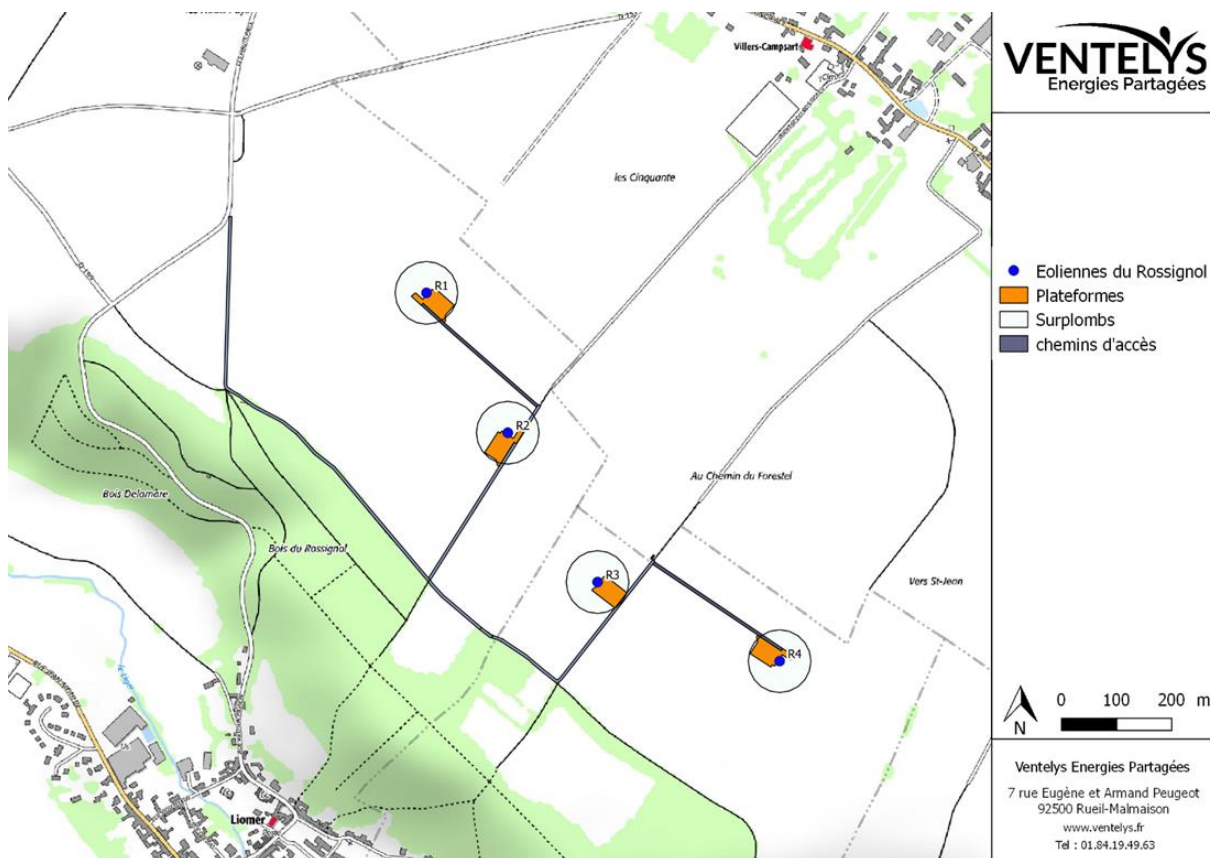 Villers-Campsart
les Cinquante
R1
R2
Au Chemin du Forestel
Bois Delamare
Bois du Rossignol
R3
Vers St-Jean
R4
Liomer
VENTELYS
Energies Partagées
Eoliennes du Rossignol
Plateformes
Surplombs
chemins d'accès
N
0 100 200 m
Ventelys Energies Partagées
7 rue Eugène et Armand Peugeot
92500 Rueil-Malmaison
www.ventelys.fr
Tel : 01.84.19.49.63